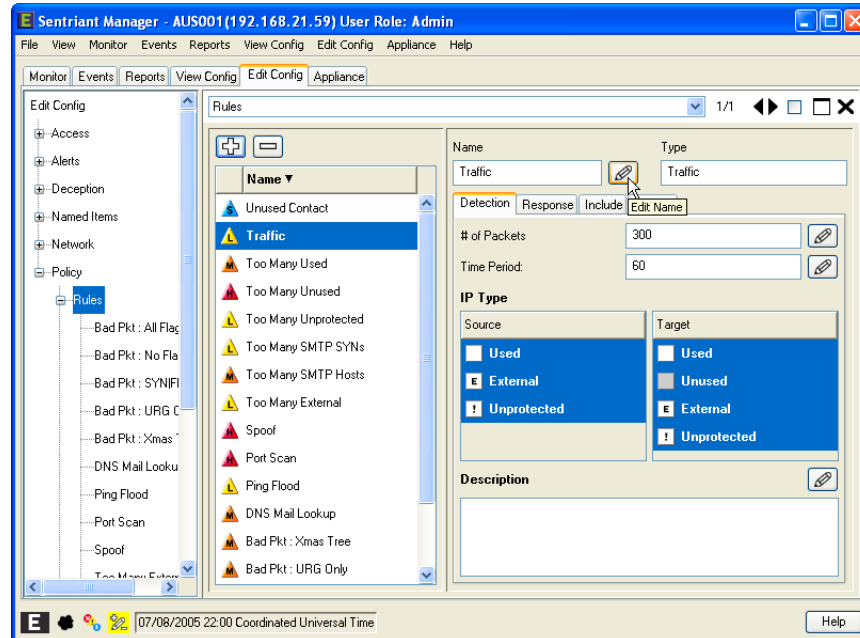 E Sentriant Manager - AUS001(192.168.21.59) User Role: Admin
File View Monitor Events Reports View Config Edit Config Appliance Help
Monitor Events Reports View Config Edit Config Appliance
Edit Config
Access
Alerts
Deception
Named Items
Network
Policy
Rules
Bad Pkt : All Flag
Bad Pkt : No Fla
Bad Pkt : SYN|FI
Bad Pkt : URG O
Bad Pkt : Xmas
DNS Mail Looku
Ping Flood
Port Scan
Spoof
Too Many Extern
Rules
1/1
Name ▼
S Unused Contact
L Traffic
M Too Many Used
H Too Many Unused
L Too Many Unprotected
L Too Many SMTP SYNs
M Too Many SMTP Hosts
L Too Many External
H Spoof
H Port Scan
L Ping Flood
M DNS Mail Lookup
M Bad Pkt : Xmas Tree
M Bad Pkt : URG Only
Name Type
Traffic Traffic
Detection Response Include
Edit Name
# of Packets 300
Time Period: 60
IP Type
Source
Used
E External
! Unprotected
Target
Used
Unused
E External
! Unprotected
Description
E 07/08/2005 22:00 Coordinated Universal Time Help